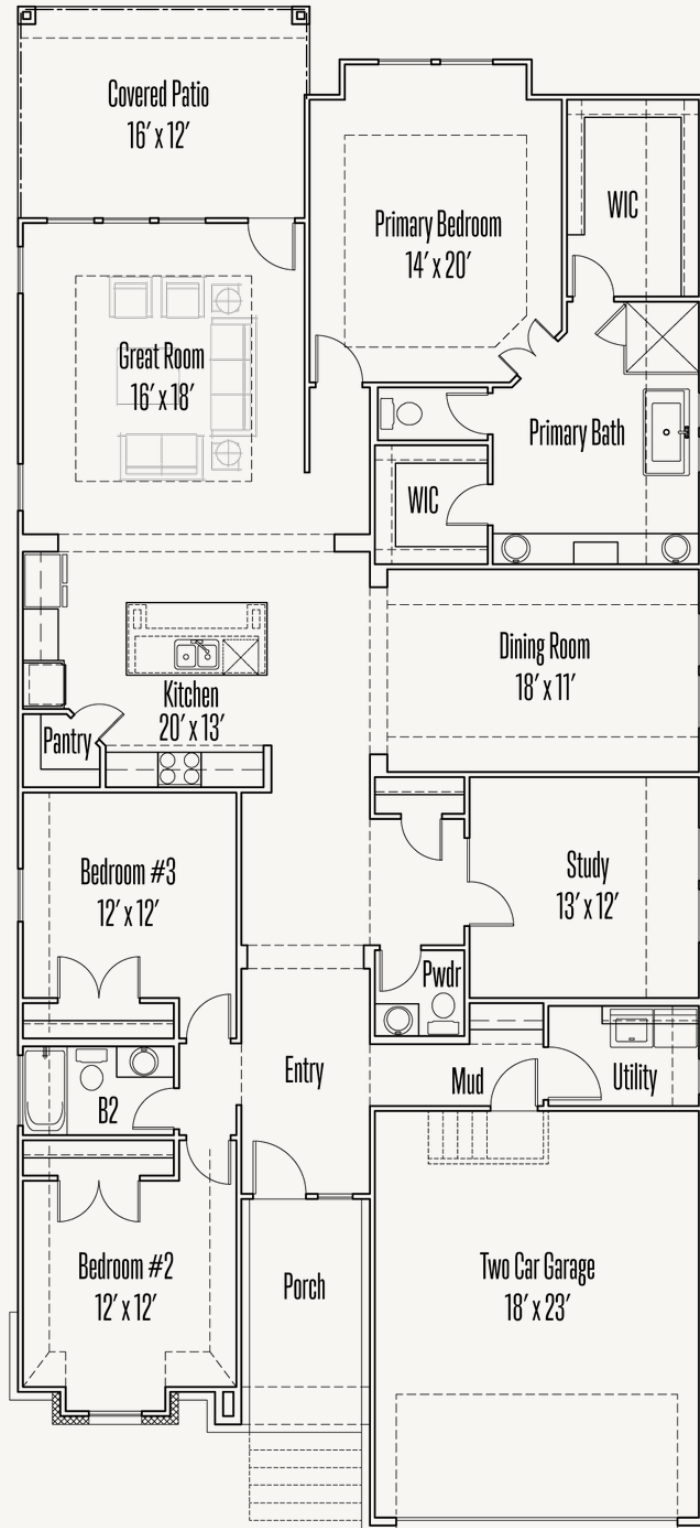 Covered Patio
16' x 12'
Primary Bedroom
14' x 20'
WIC
Great Room
16' x 18'
Primary Bath
WIC
Dining Room
18' x 11'
Kitchen
20' x 13'
Pantry
Bedroom #3
12' x 12'
Study
13' x 12'
Pwdr
Entry
Mud
Utility
B2
Bedroom #2
12' x 12'
Porch
Two Car Garage
18' x 23'